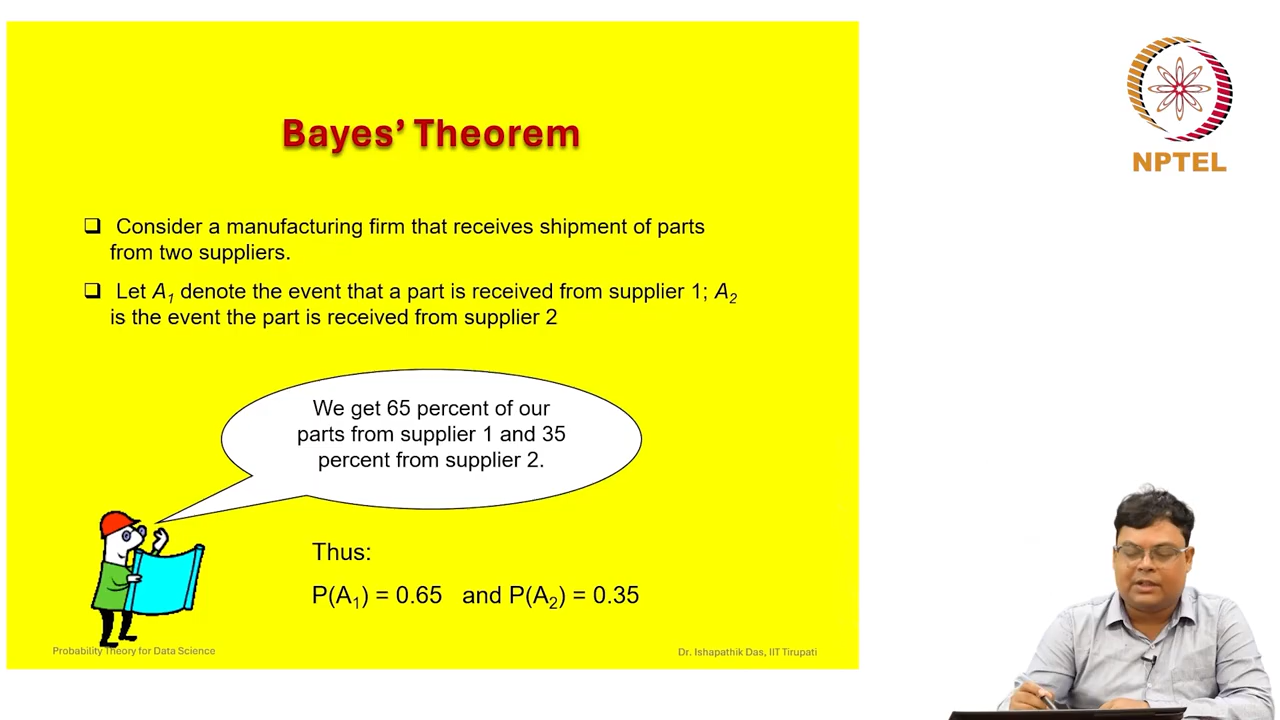 Bayes' Theorem
❑ Consider a manufacturing firm that receives shipment of parts
from two suppliers.
❑ Let A₁ denote the event that a part is received from supplier 1; A₂
is the event the part is received from supplier 2
We get 65 percent of our
parts from supplier 1 and 35
percent from supplier 2.
Thus:
P(A₁) = 0.65 and P(A₂) = 0.35
Probability Theory for Data Science
Dr. Ishapathik Das, IIT Tirupati
NPTEL